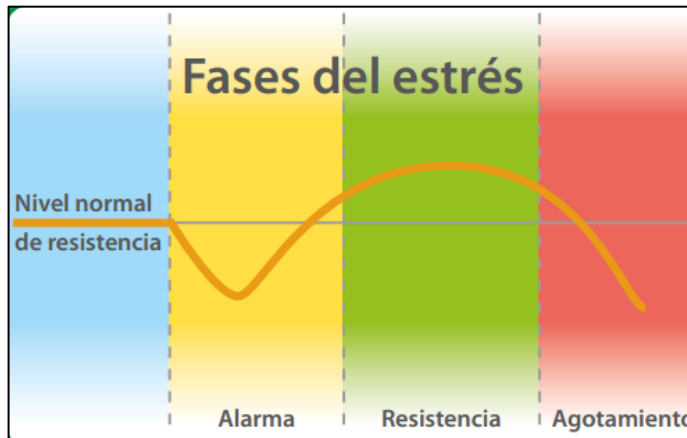 Fases del estrés
Nivel normal
de resistencia
Alarma
Resistencia
Agotamiento